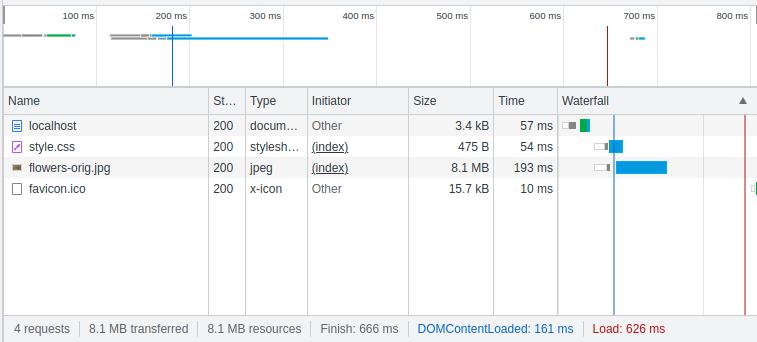 100 ms 200 ms 300 ms 400 ms 500 ms 600 ms 700 ms 800 ms
Name St... Type Initiator Size Time Waterfall ▲
localhost 200 docum... Other 3.4 kB 57 ms
style.css 200 stylesh... (index) 475 B 54 ms
flowers-orig.jpg 200 jpeg (index) 8.1 MB 193 ms
favicon.ico 200 x-icon Other 15.7 kB 10 ms
4 requests 8.1 MB transferred 8.1 MB resources Finish: 666 ms DOMContentLoaded: 161 ms Load: 626 ms